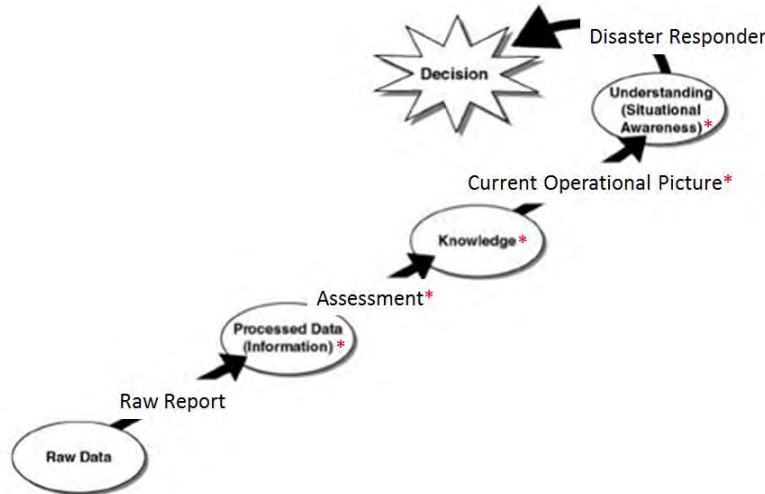 Disaster Responder
Decision
Understanding
(Situational
Awareness)*
Current Operational Picture*
Knowledge*
Assessment*
Processed Data
(Information) *
Raw Report
Raw Data